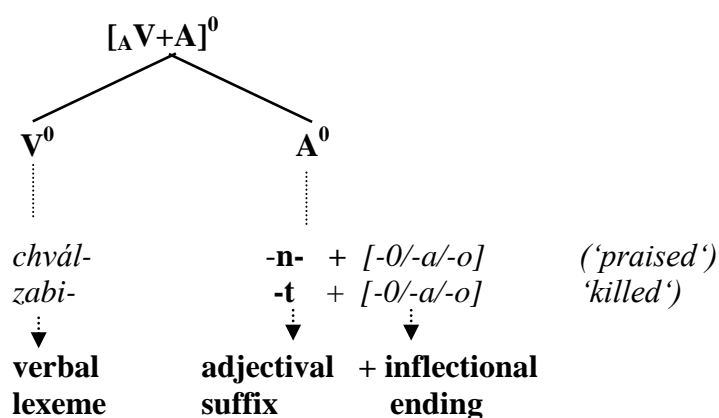 [AV+A]0
V0 A0
chvál- -n- + [-0/-a/-o] (‘praised‘)
zabi- -t + [-0/-a/-o] ‘killed‘)
verbal adjectival + inflectional
lexeme suffix ending